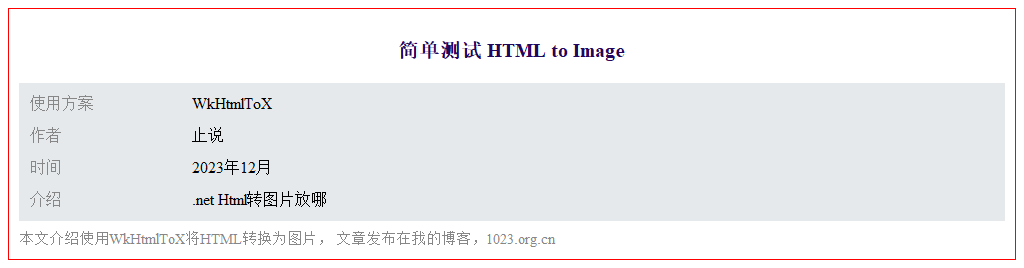 简单测试 HTML to Image
使用方案 WkHtmlToX
作者 止说
时间 2023年12月
介绍 .net Html转图片放哪
本文介绍使用WkHtmlToX将HTML转换为图片， 文章发布在我的博客，1023.org.cn